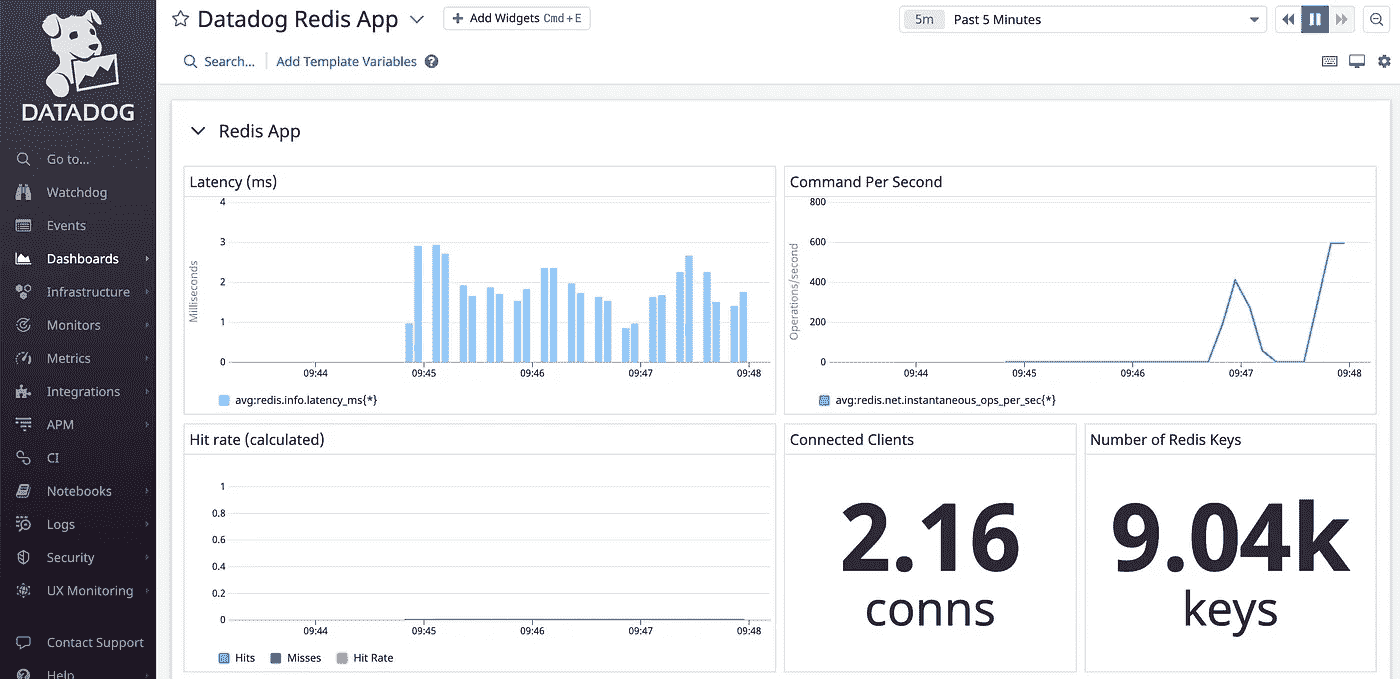 DATADOG
Go to...
Watchdog
Events
Dashboards
Infrastructure
Monitors
Metrics
Integrations
APM
CI
Notebooks
Logs
Security
UX Monitoring
Contact Support
Help
Datadog Redis App
+ Add Widgets Cmd + E
5m Past 5 Minutes
Search...
Add Template Variables ?
Redis App
Latency (ms)
Milliseconds
4
3
2
1
0
09:44 09:45 09:46 09:47 09:48
avg:redis.info.latency_ms{*}
Command Per Second
Operations/second
800
600
400
200
0
09:44 09:45 09:46 09:47 09:48
avg:redis.net.instantaneous_ops_per_sec{*}
Hit rate (calculated)
1
0.8
0.6
0.4
0.2
0
09:44 09:45 09:46 09:47 09:48
Hits Misses Hit Rate
Connected Clients
2.16
conns
Number of Redis Keys
9.04k
keys